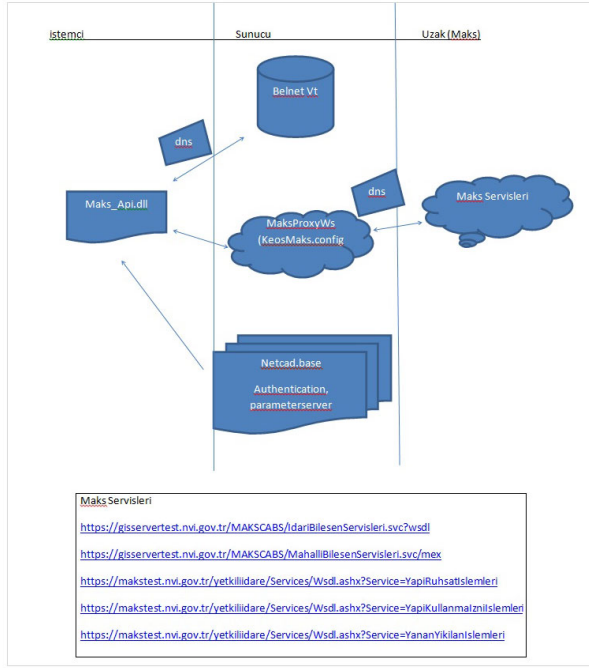 istemci
Sunucu
Uzak (Maks)
Belnet Vt
dns
dns
Maks_Api.dll
MaksProxyWs
(KeosMaks.config
Maks Servisleri
Netcad.base
Authentication,
parameterserver
Maks Servisleri
https://gisservertest.nvi.gov.tr/MAKSCABS/IdariBilesenServisleri.svc?wsdl
https://gisservertest.nvi.gov.tr/MAKSCABS/MahalliBilesenServisleri.svc/mex
https://makstest.nvi.gov.tr/yetkiliidare/Services/Wsdl.ashx?Service=YapiRuhsatIslemleri
https://makstest.nvi.gov.tr/yetkiliidare/Services/Wsdl.ashx?Service=YapiKullanmaIzniIslemleri
https://makstest.nvi.gov.tr/yetkiliidare/Services/Wsdl.ashx?Service=YananYikilanIslemleri